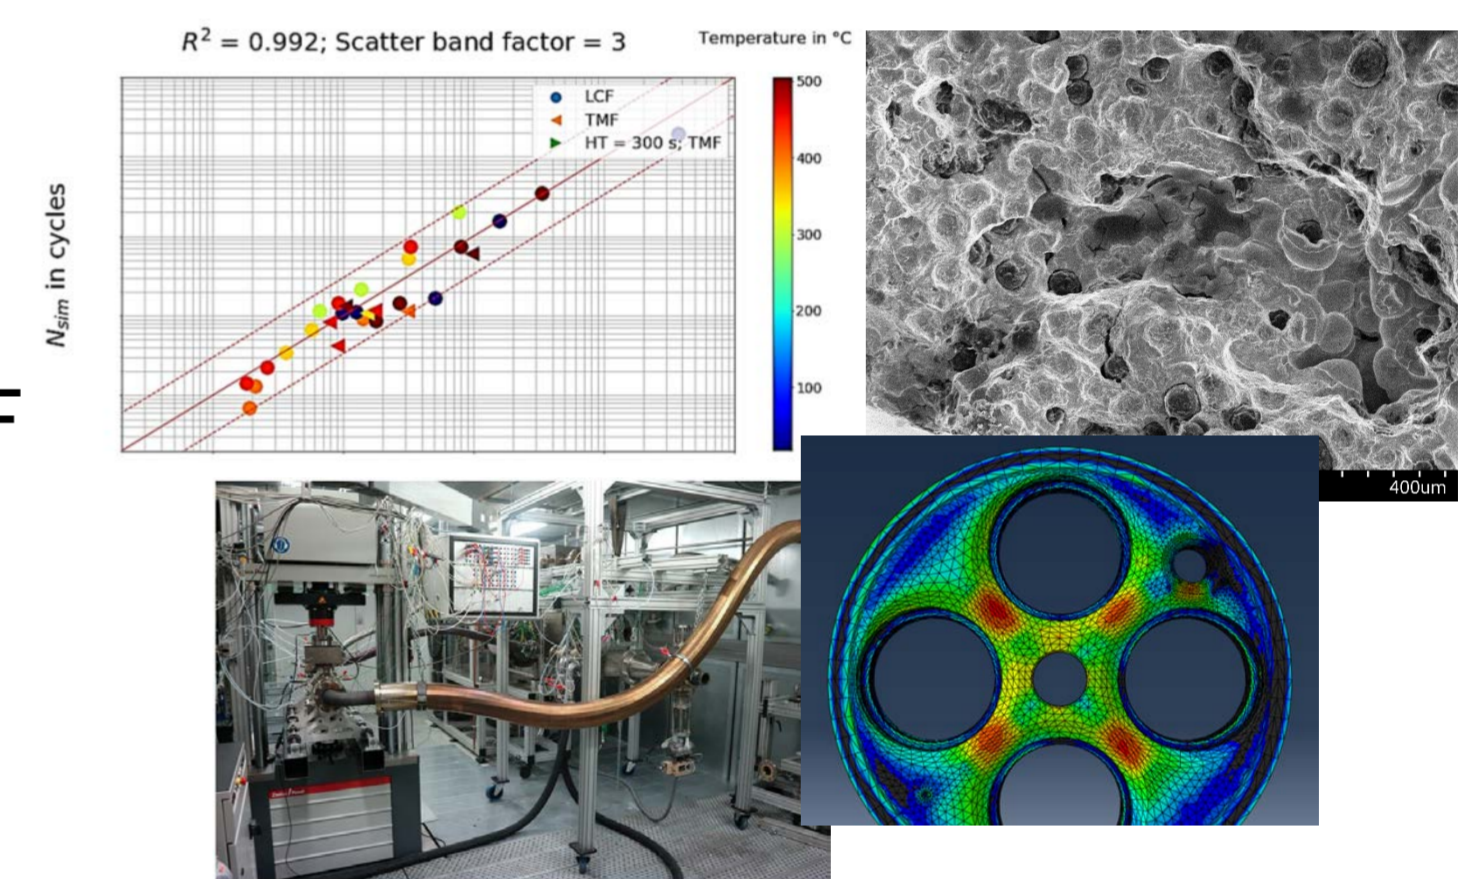 R² = 0.992; Scatter band factor = 3
Temperature in °C
500
400
300
200
100
LCF
TMF
HT = 300 s; TMF
N_sim in cycles
400um